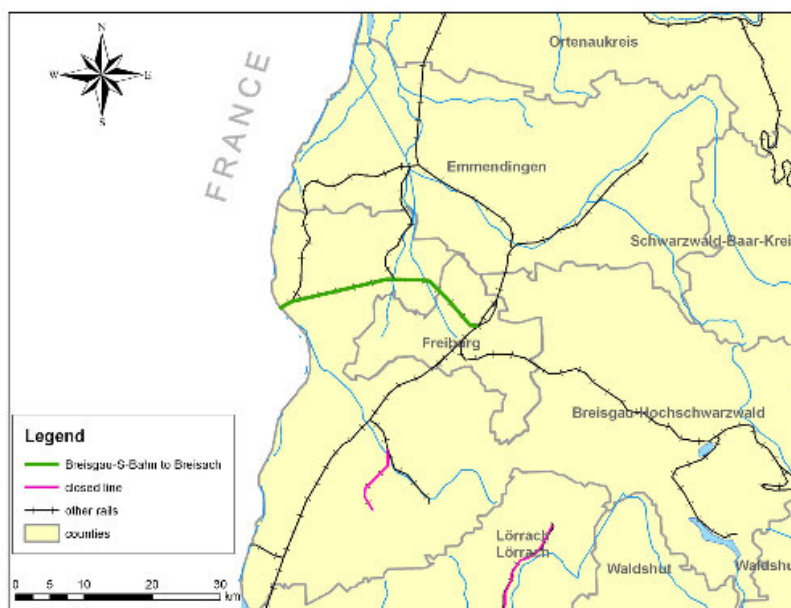 N
W
E
S
FRANCE
Ortenaukreis
Emmendingen
Schwarzwald-Baar-Krei
Freiburg
Breisgau-Hochschwarzwald
Lörrach
Lörrach
Waldshut
Waldshu
Legend
Breisgau-S-Bahn to Breisach
closed line
other rails
counties
0 5 10 20 30
km